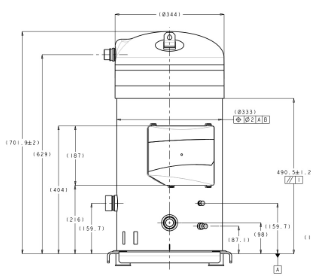 (Ø344)
(Ø333)
⌖ Ø2 A B
(701.9±2)
(629)
(187)
(404)
(216)
(159.7)
490.5±1.2
// 1
(159.7)
(98)
(87.1)
A